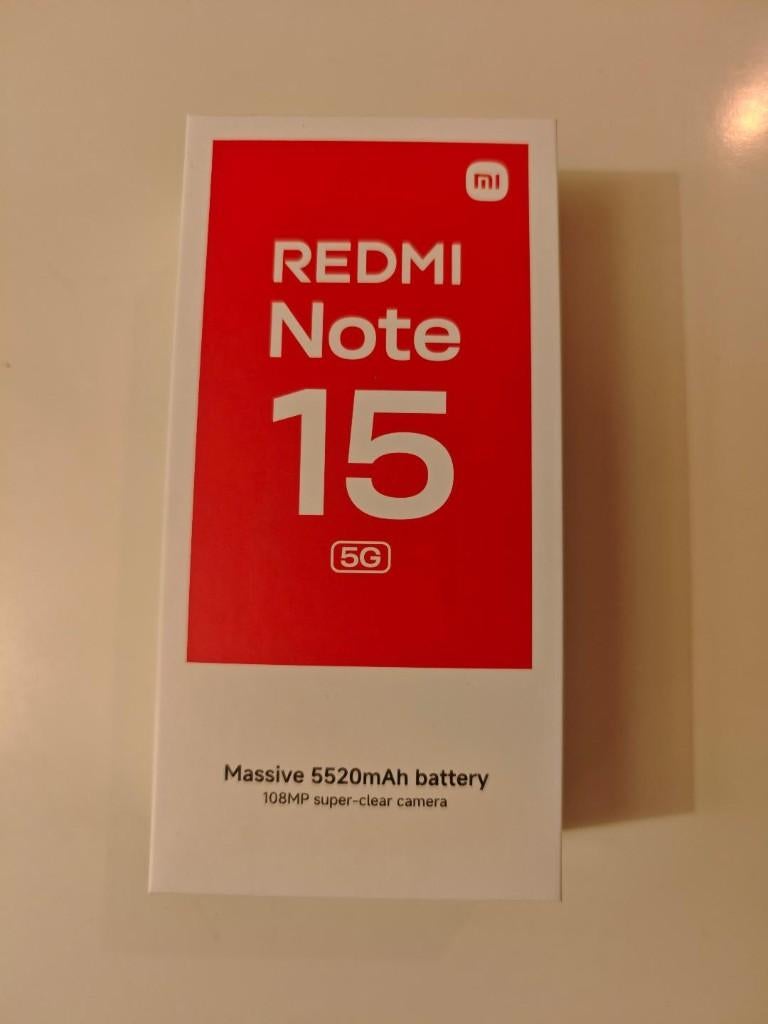 mi
REDMI
Note
15
5G
Massive 5520mAh battery
108MP super-clear camera